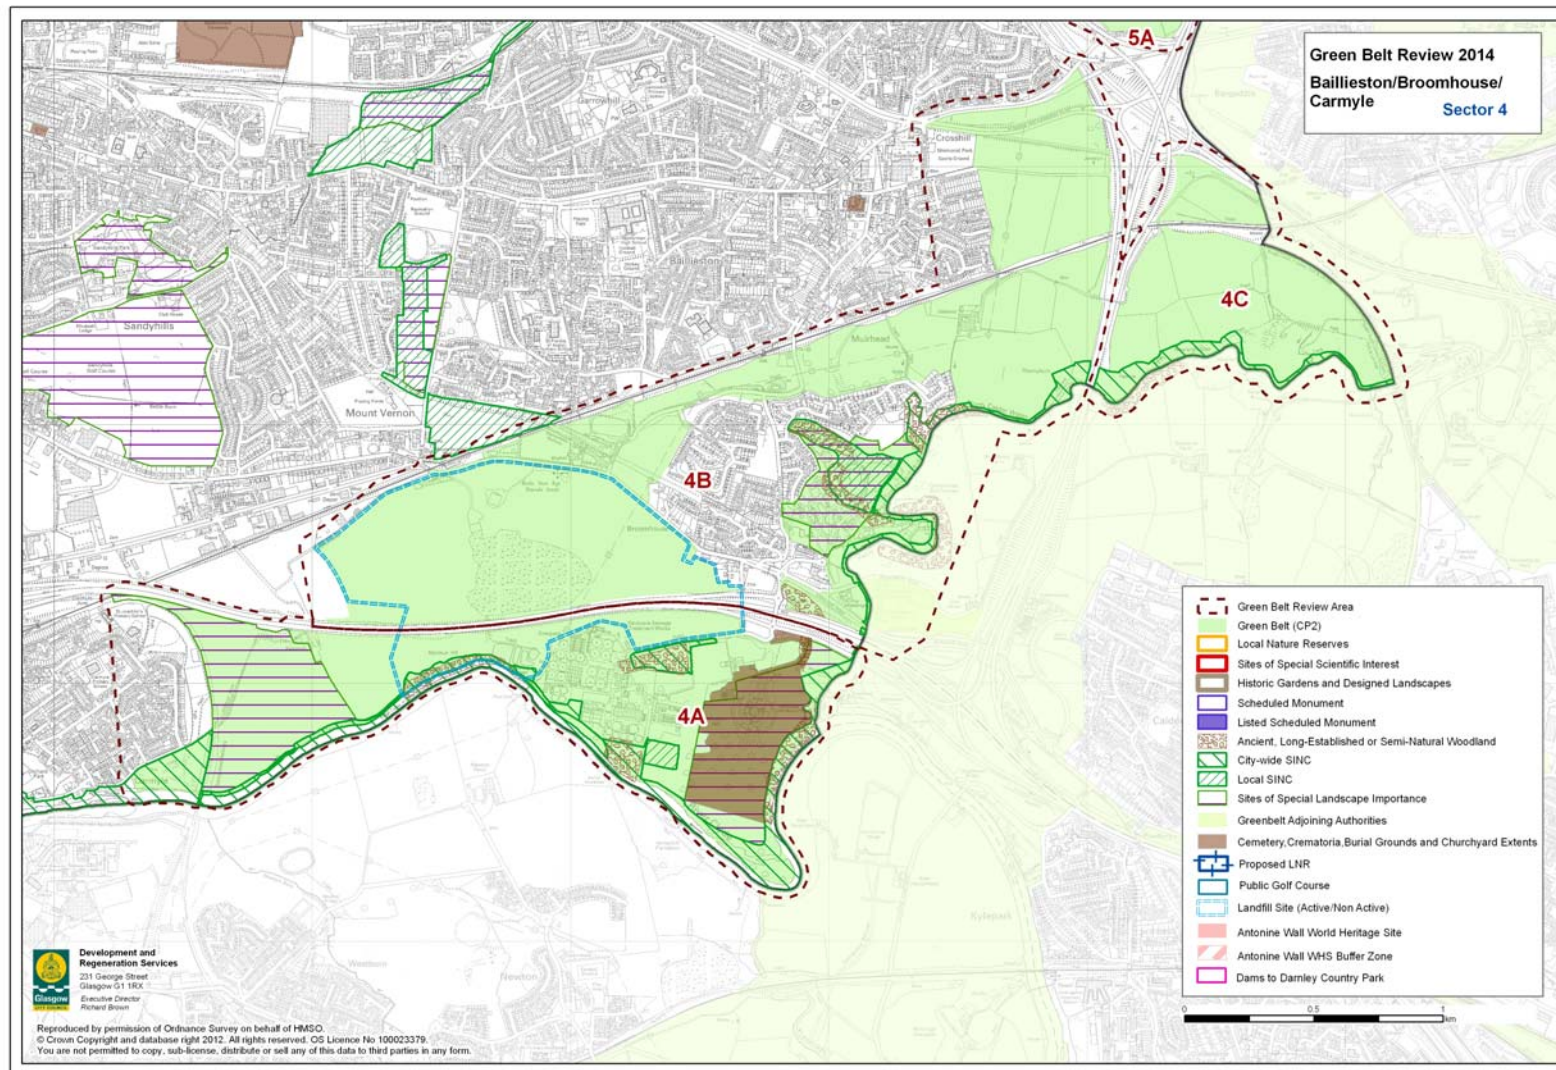 5A
Green Belt Review 2014
Baillieston/Broomhouse/
Carmyle
Sector 4
Garrowhill
Crosshill
Baillieston
Sandyhills
Mount Vernon
Muirhead
4C
4B
Broomhouse
4A
Carmyle
Kylepark
Westburn
Newton
Green Belt Review Area
Green Belt (CP2)
Local Nature Reserves
Sites of Special Scientific Interest
Historic Gardens and Designed Landscapes
Scheduled Monument
Listed Scheduled Monument
Ancient, Long-Established or Semi-Natural Woodland
City-wide SINC
Local SINC
Sites of Special Landscape Importance
Greenbelt Adjoining Authorities
Cemetery,Crematoria,Burial Grounds and Churchyard Extents
Proposed LNR
Public Golf Course
Landfill Site (Active/Non Active)
Antonine Wall World Heritage Site
Antonine Wall WHS Buffer Zone
Dams to Darnley Country Park
0 0.5 1
km
Glasgow
CITY COUNCIL
Development and
Regeneration Services
231 George Street
Glasgow G1 1RX
Executive Director
Richard Brown
Reproduced by permission of Ordnance Survey on behalf of HMSO.
© Crown Copyright and database right 2012. All rights reserved. OS Licence No 100023379.
You are not permitted to copy, sub-license, distribute or sell any of this data to third parties in any form.